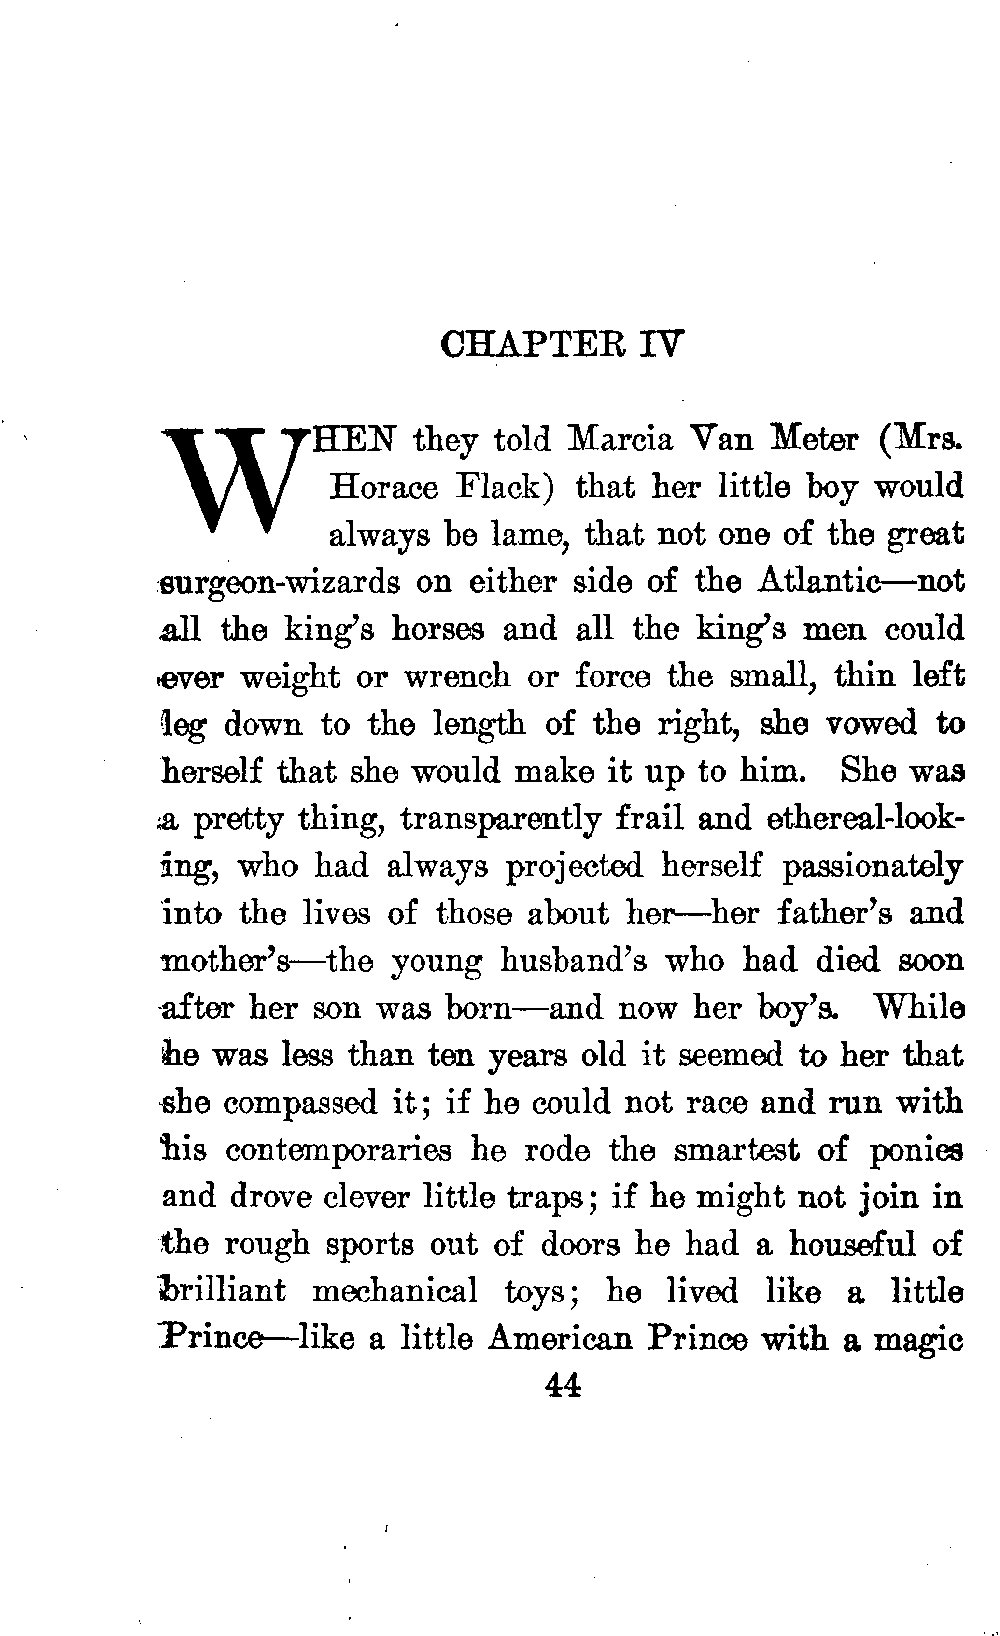 CHAPTER IV
WHEN they told Marcia Van Meter (Mrs.
Horace Flack) that her little boy would
always be lame, that not one of the great
surgeon-wizards on either side of the Atlantic—not
all the king's horses and all the king's men could
ever weight or wrench or force the small, thin left
leg down to the length of the right, she vowed to
herself that she would make it up to him. She was
a pretty thing, transparently frail and ethereal-look-
ing, who had always projected herself passionately
into the lives of those about her—her father's and
mother's—the young husband's who had died soon
after her son was born—and now her boy's. While
he was less than ten years old it seemed to her that
she compassed it; if he could not race and run with
his contemporaries he rode the smartest of ponies
and drove clever little traps; if he might not join in
the rough sports out of doors he had a houseful of
brilliant mechanical toys; he lived like a little
Prince—like a little American Prince with a magic
44